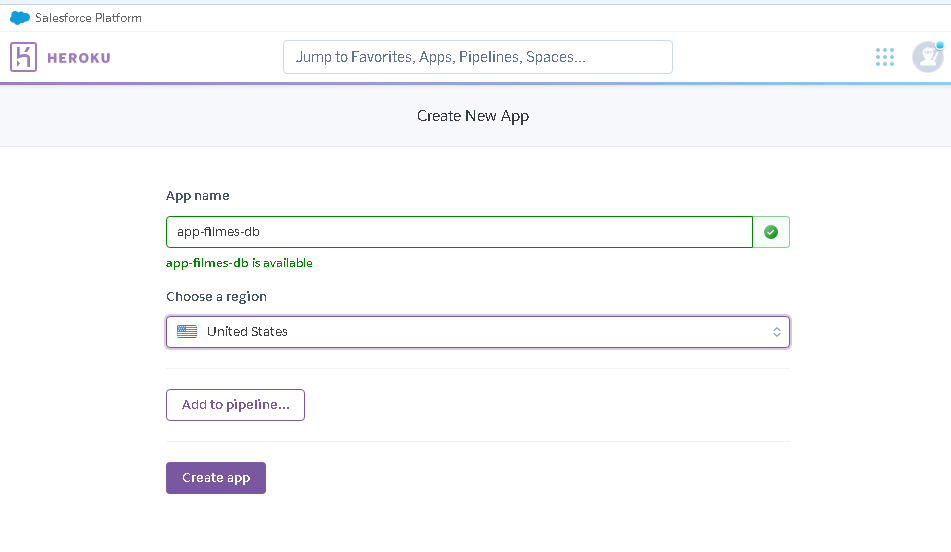 Salesforce Platform
HEROKU
Jump to Favorites, Apps, Pipelines, Spaces...
Create New App
App name
app-filmes-db
app-filmes-db is available
Choose a region
United States
Add to pipeline...
Create app